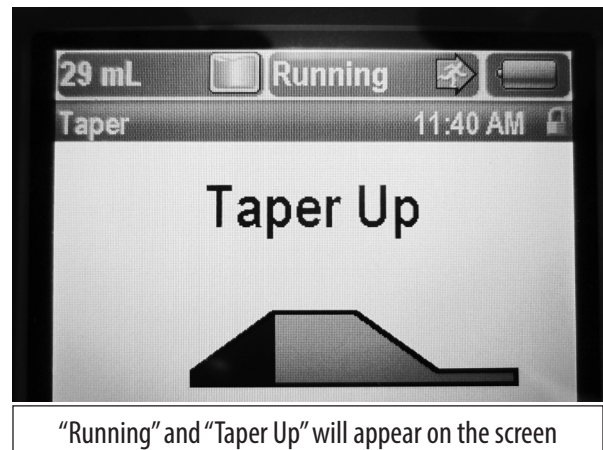 29 mL Running
Taper 11:40 AM
Taper Up
“Running” and “Taper Up” will appear on the screen